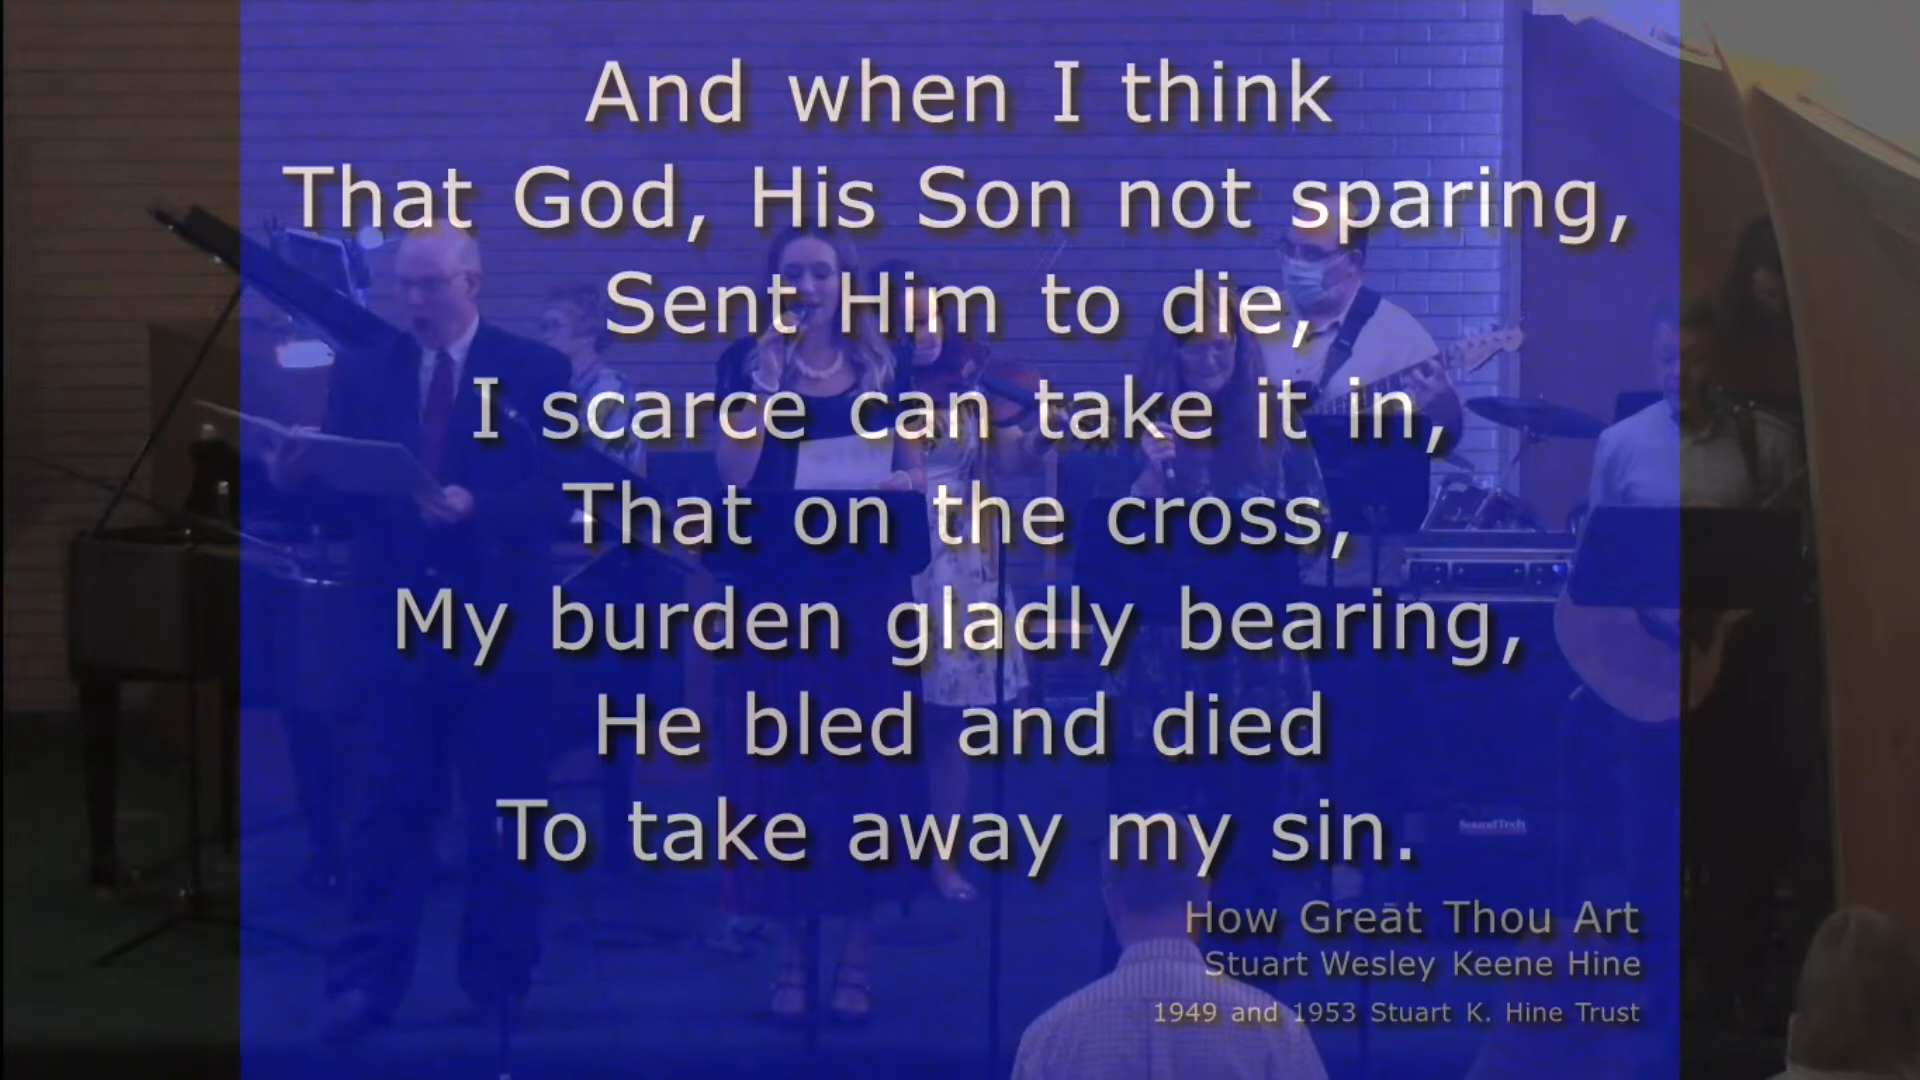 And when I think
That God, His Son not sparing,
Sent Him to die,
I scarce can take it in,
That on the cross,
My burden gladly bearing,
He bled and died
To take away my sin.
SoundTech
How Great Thou Art
Stuart Wesley Keene Hine
1949 and 1953 Stuart K. Hine Trust